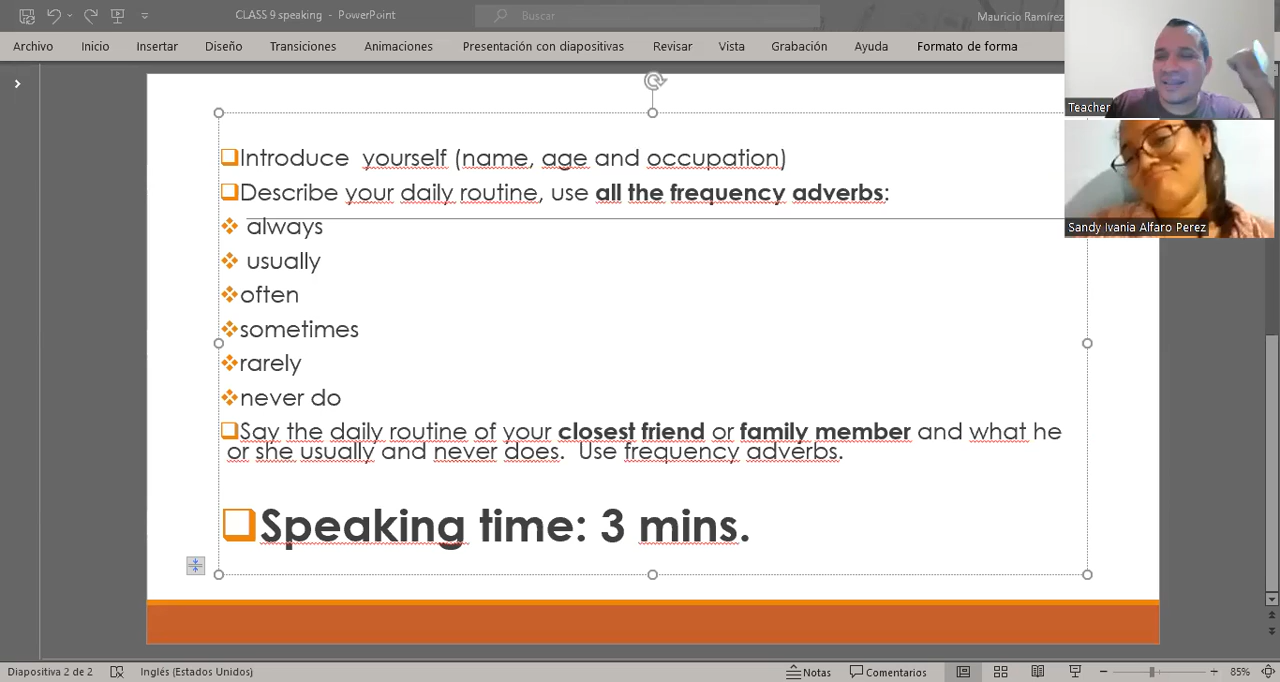 CLASS 9 speaking - PowerPoint
Buscar
Mauricio Ramírez
Archivo Inicio Insertar Diseño Transiciones Animaciones Presentación con diapositivas Revisar Vista Grabación Ayuda Formato de forma
Teacher
Sandy Ivania Alfaro Perez
Introduce yourself (name, age and occupation)
Describe your daily routine, use all the frequency adverbs:
always
usually
often
sometimes
rarely
never do
Say the daily routine of your closest friend or family member and what he
or she usually and never does. Use frequency adverbs.
Speaking time: 3 mins.
Diapositiva 2 de 2 Inglés (Estados Unidos) Notas Comentarios 85%